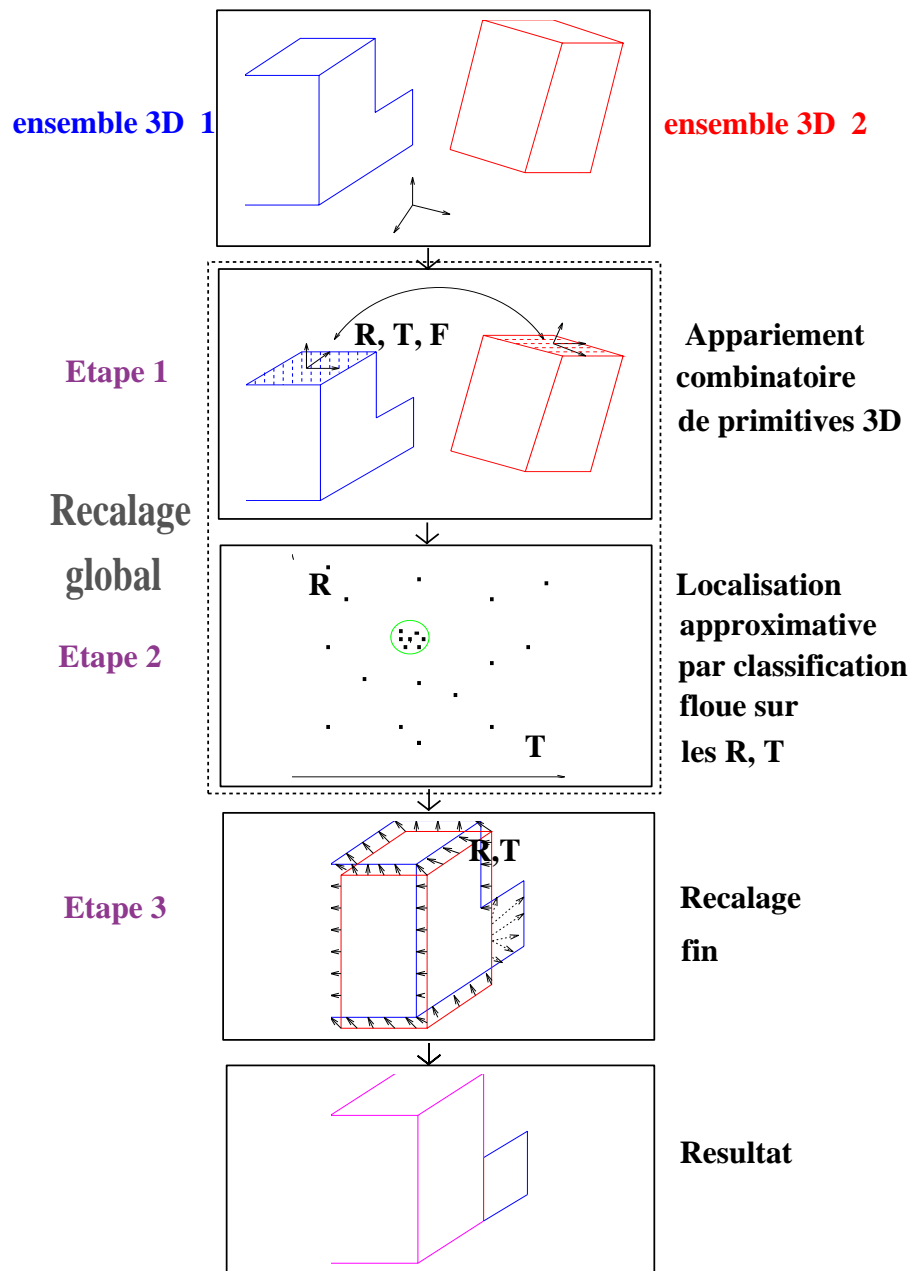 ensemble 3D 1
ensemble 3D 2
Etape 1
R, T, F
Appariement
combinatoire
de primitives 3D
Recalage
global
Etape 2
R
T
Localisation
approximative
par classification
floue sur
les R, T
Etape 3
R,T
Recalage
fin
Resultat